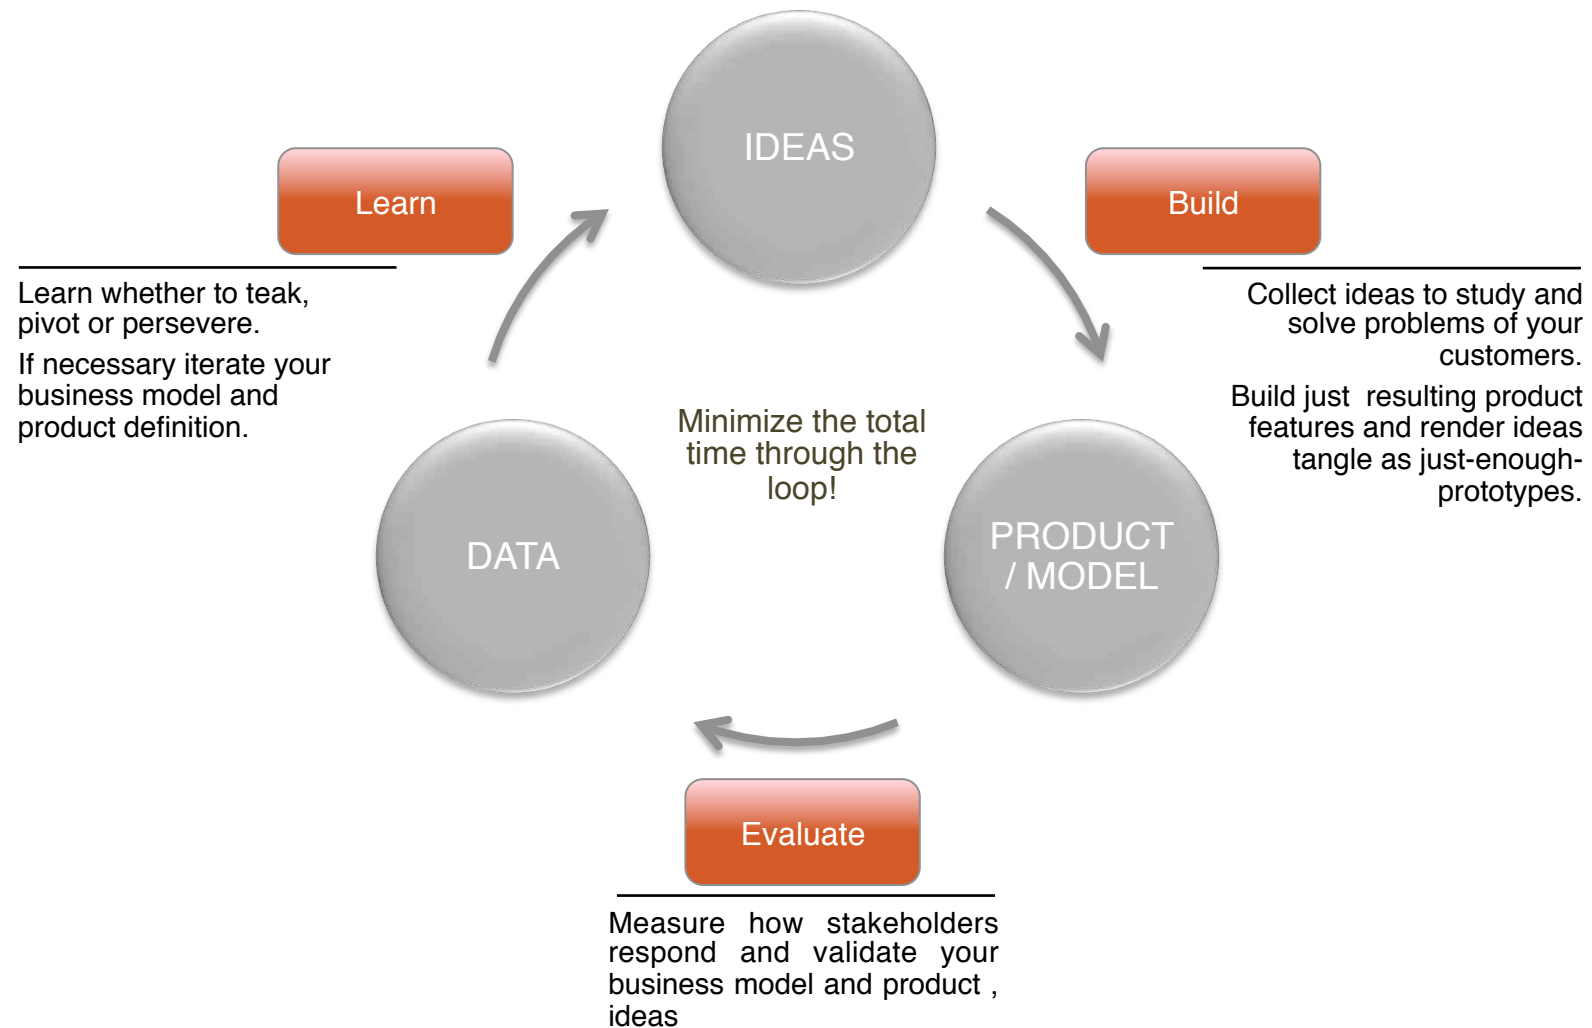 IDEAS
Learn
Build
Learn whether to teak,
pivot or persevere.
If necessary iterate your
business model and
product definition.
Collect ideas to study and
solve problems of your
customers.
Build just  resulting product
features and render ideas
tangle as just-enough-
prototypes.
Minimize the total
time through the
loop!
DATA
PRODUCT
/ MODEL
Evaluate
Measure how stakeholders
respond and validate your
business model and product ,
ideas